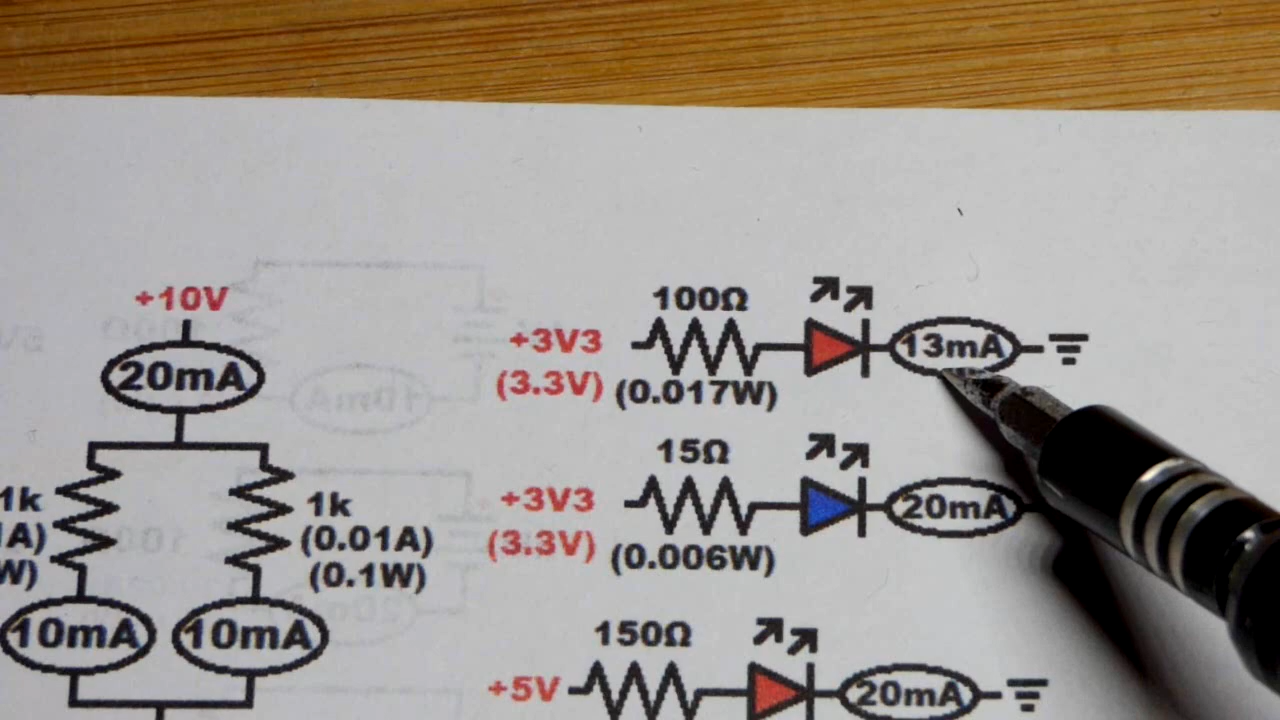 +10V
20mA
1k
1k
(0.01A)
(0.1W)
10mA
10mA
100Ω
+3V3
(3.3V)
(0.017W)
13mA
15Ω
+3V3
(3.3V)
(0.006W)
20mA
150Ω
+5V
20mA